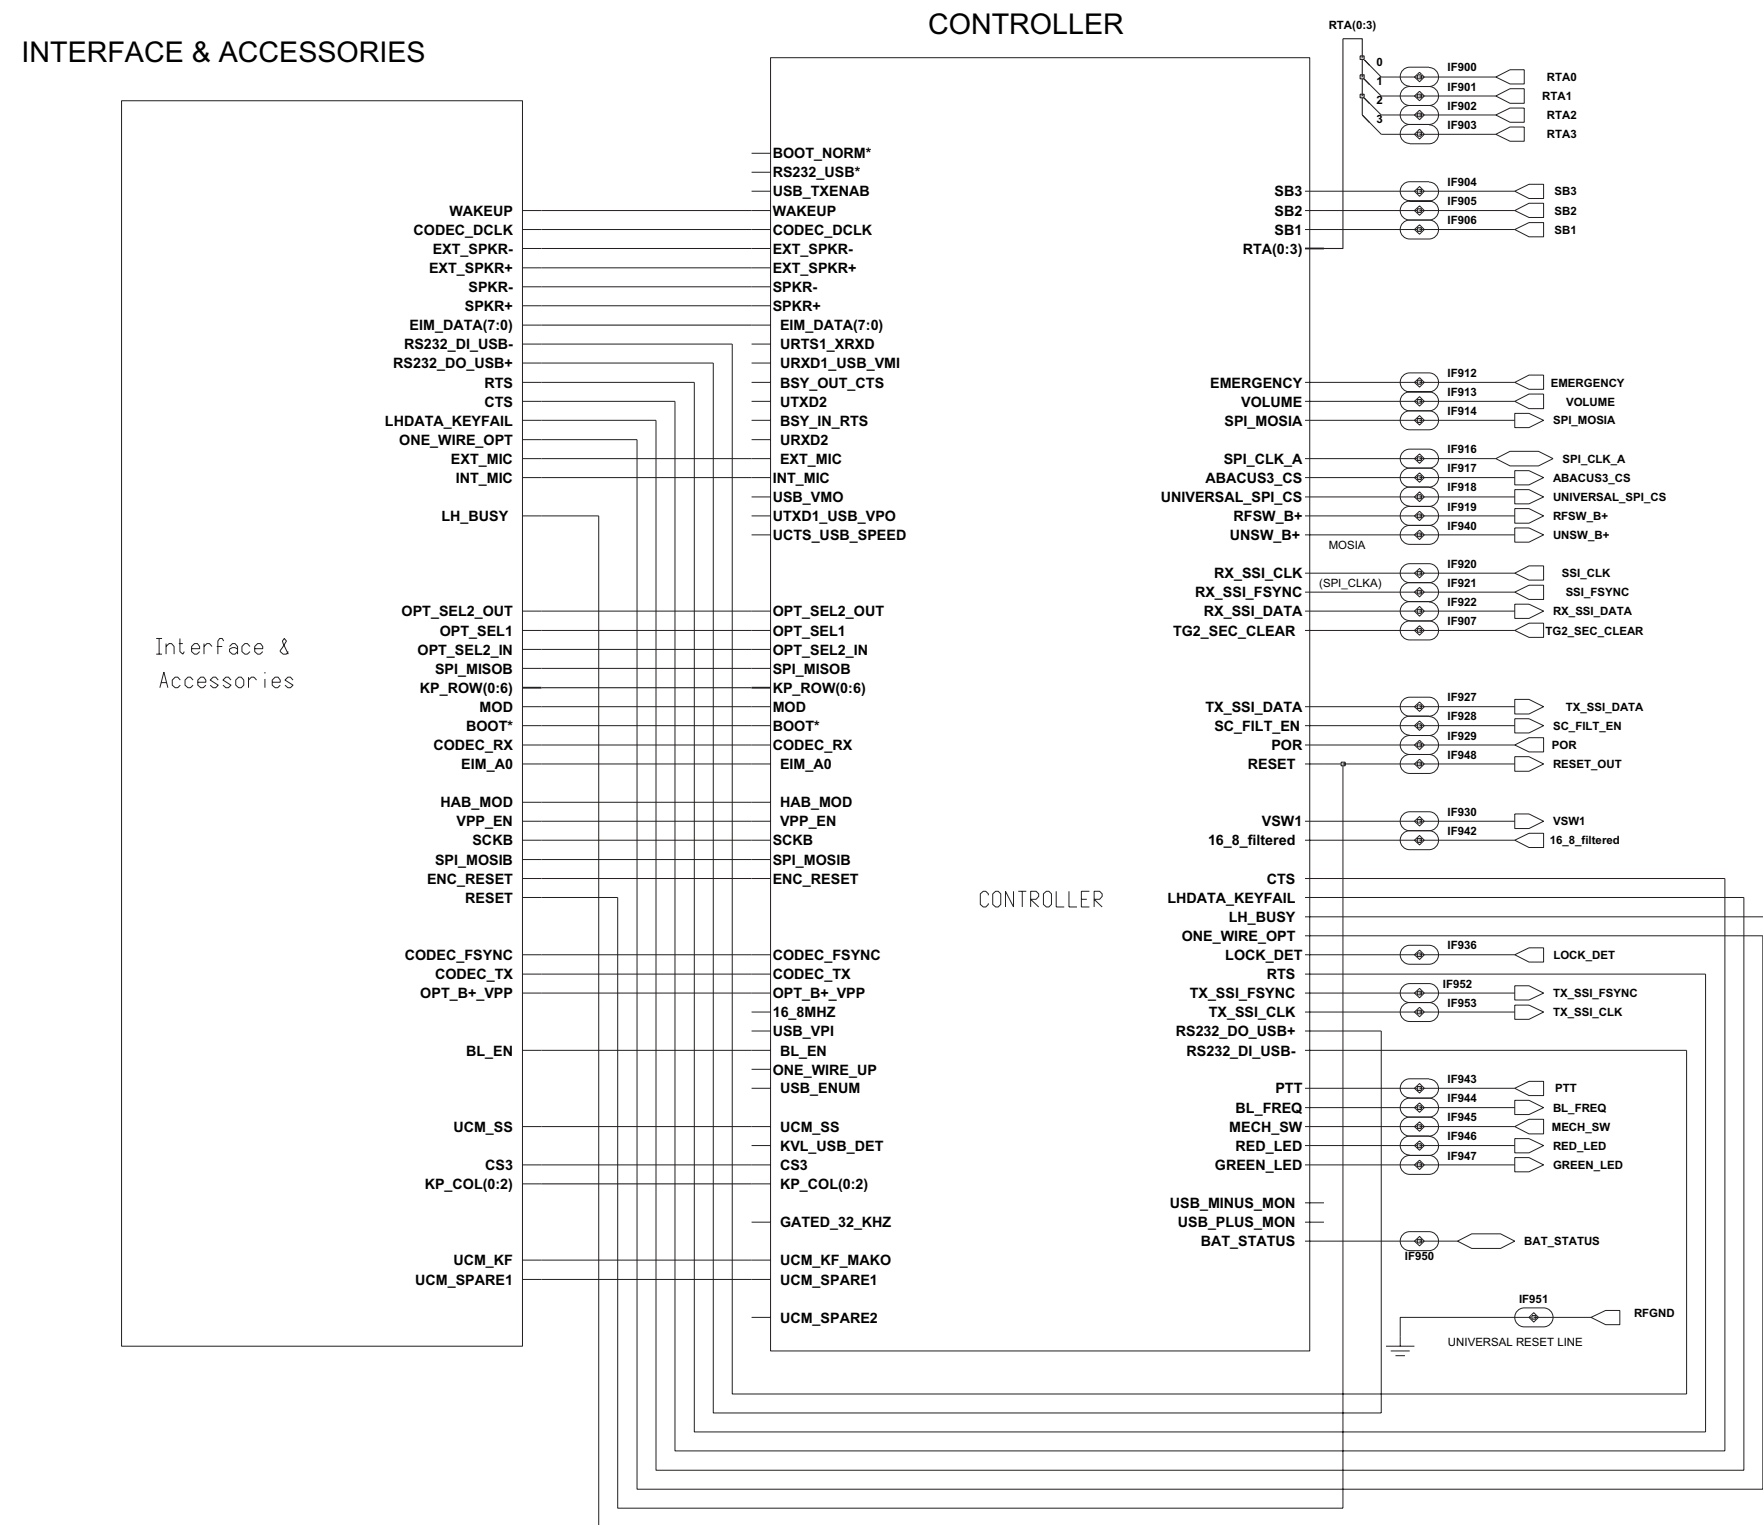 CONTROLLER
INTERFACE & ACCESSORIES
Interface &
Accessories
WAKEUP
CODEC_DCLK
EXT_SPKR-
EXT_SPKR+
SPKR-
SPKR+
EIM_DATA(7:0)
RS232_DI_USB-
RS232_DO_USB+
RTS
CTS
LHDATA_KEYFAIL
ONE_WIRE_OPT
EXT_MIC
INT_MIC
LH_BUSY
OPT_SEL2_OUT
OPT_SEL1
OPT_SEL2_IN
SPI_MISOB
KP_ROW(0:6)
MOD
BOOT*
CODEC_RX
EIM_A0
HAB_MOD
VPP_EN
SCKB
SPI_MOSIB
ENC_RESET
RESET
CODEC_FSYNC
CODEC_TX
OPT_B+_VPP
BL_EN
UCM_SS
CS3
KP_COL(0:2)
UCM_KF
UCM_SPARE1
BOOT_NORM*
RS232_USB*
USB_TXENAB
WAKEUP
CODEC_DCLK
EXT_SPKR-
EXT_SPKR+
SPKR-
SPKR+
EIM_DATA(7:0)
URTS1_XRXD
URXD1_USB_VMI
BSY_OUT_CTS
UTXD2
BSY_IN_RTS
URXD2
EXT_MIC
INT_MIC
USB_VMO
UTXD1_USB_VPO
UCTS_USB_SPEED
OPT_SEL2_OUT
OPT_SEL1
OPT_SEL2_IN
SPI_MISOB
KP_ROW(0:6)
MOD
BOOT*
CODEC_RX
EIM_A0
HAB_MOD
VPP_EN
SCKB
SPI_MOSIB
ENC_RESET
CODEC_FSYNC
CODEC_TX
OPT_B+_VPP
16_8MHZ
USB_VPI
BL_EN
ONE_WIRE_UP
USB_ENUM
UCM_SS
KVL_USB_DET
CS3
KP_COL(0:2)
GATED_32_KHZ
UCM_KF_MAKO
UCM_SPARE1
UCM_SPARE2
CONTROLLER
RTA(0:3)
0 IF900 RTA0
1 IF901 RTA1
2 IF902 RTA2
3 IF903 RTA3
SB3 IF904 SB3
SB2 IF905 SB2
SB1 IF906 SB1
RTA(0:3)
EMERGENCY IF912 EMERGENCY
VOLUME IF913 VOLUME
SPI_MOSIA IF914 SPI_MOSIA
SPI_CLK_A IF916 SPI_CLK_A
ABACUS3_CS IF917 ABACUS3_CS
UNIVERSAL_SPI_CS IF918 UNIVERSAL_SPI_CS
RFSW_B+ IF919 RFSW_B+
UNSW_B+ IF940 UNSW_B+
MOSIA
RX_SSI_CLK IF920 SSI_CLK
(SPI_CLKA)
RX_SSI_FSYNC IF921 SSI_FSYNC
RX_SSI_DATA IF922 RX_SSI_DATA
TG2_SEC_CLEAR IF907 TG2_SEC_CLEAR
TX_SSI_DATA IF927 TX_SSI_DATA
SC_FILT_EN IF928 SC_FILT_EN
POR IF929 POR
RESET IF948 RESET_OUT
VSW1 IF930 VSW1
16_8_filtered IF942 16_8_filtered
CTS
LHDATA_KEYFAIL
LH_BUSY
ONE_WIRE_OPT
LOCK_DET IF936 LOCK_DET
RTS
TX_SSI_FSYNC IF952 TX_SSI_FSYNC
TX_SSI_CLK IF953 TX_SSI_CLK
RS232_DO_USB+
RS232_DI_USB-
PTT IF943 PTT
BL_FREQ IF944 BL_FREQ
MECH_SW IF945 MECH_SW
RED_LED IF946 RED_LED
GREEN_LED IF947 GREEN_LED
USB_MINUS_MON
USB_PLUS_MON
BAT_STATUS IF950 BAT_STATUS
IF951 RFGND
UNIVERSAL RESET LINE